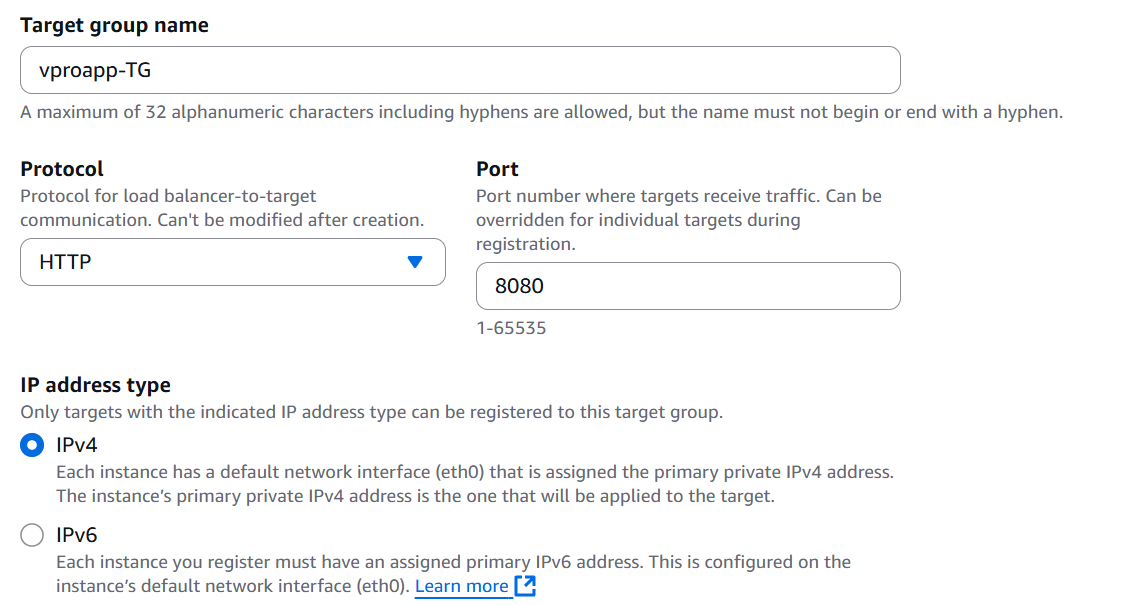 Target group name
vproapp-TG
A maximum of 32 alphanumeric characters including hyphens are allowed, but the name must not begin or end with a hyphen.
Protocol
Protocol for load balancer-to-target
communication. Can't be modified after creation.
HTTP
Port
Port number where targets receive traffic. Can be
overridden for individual targets during
registration.
8080
1-65535
IP address type
Only targets with the indicated IP address type can be registered to this target group.
IPv4
Each instance has a default network interface (eth0) that is assigned the primary private IPv4 address.
The instance’s primary private IPv4 address is the one that will be applied to the target.
IPv6
Each instance you register must have an assigned primary IPv6 address. This is configured on the
instance’s default network interface (eth0). Learn more